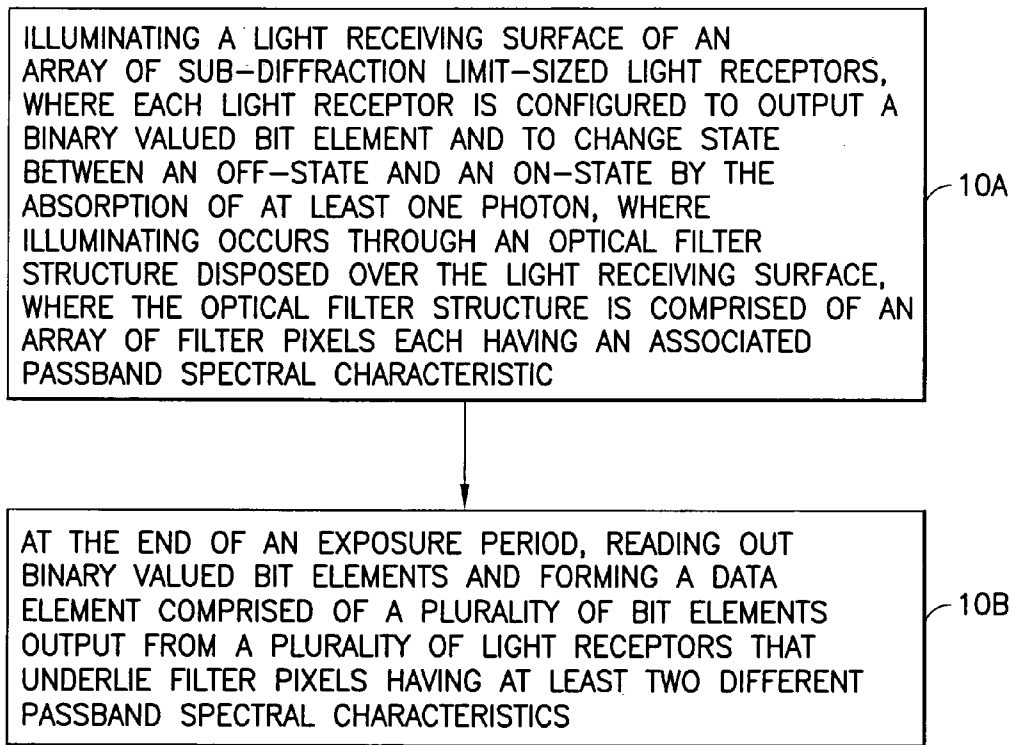 ILLUMINATING A LIGHT RECEIVING SURFACE OF AN
ARRAY OF SUB-DIFFRACTION LIMIT-SIZED LIGHT RECEPTORS,
WHERE EACH LIGHT RECEPTOR IS CONFIGURED TO OUTPUT A
BINARY VALUED BIT ELEMENT AND TO CHANGE STATE
BETWEEN AN OFF-STATE AND AN ON-STATE BY THE
ABSORPTION OF AT LEAST ONE PHOTON, WHERE
ILLUMINATING OCCURS THROUGH AN OPTICAL FILTER
STRUCTURE DISPOSED OVER THE LIGHT RECEIVING SURFACE,
WHERE THE OPTICAL FILTER STRUCTURE IS COMPRISED OF AN
ARRAY OF FILTER PIXELS EACH HAVING AN ASSOCIATED
PASSBAND SPECTRAL CHARACTERISTIC
10A
AT THE END OF AN EXPOSURE PERIOD, READING OUT
BINARY VALUED BIT ELEMENTS AND FORMING A DATA
ELEMENT COMPRISED OF A PLURALITY OF BIT ELEMENTS
OUTPUT FROM A PLURALITY OF LIGHT RECEPTORS THAT
UNDERLIE FILTER PIXELS HAVING AT LEAST TWO DIFFERENT
PASSBAND SPECTRAL CHARACTERISTICS
10B